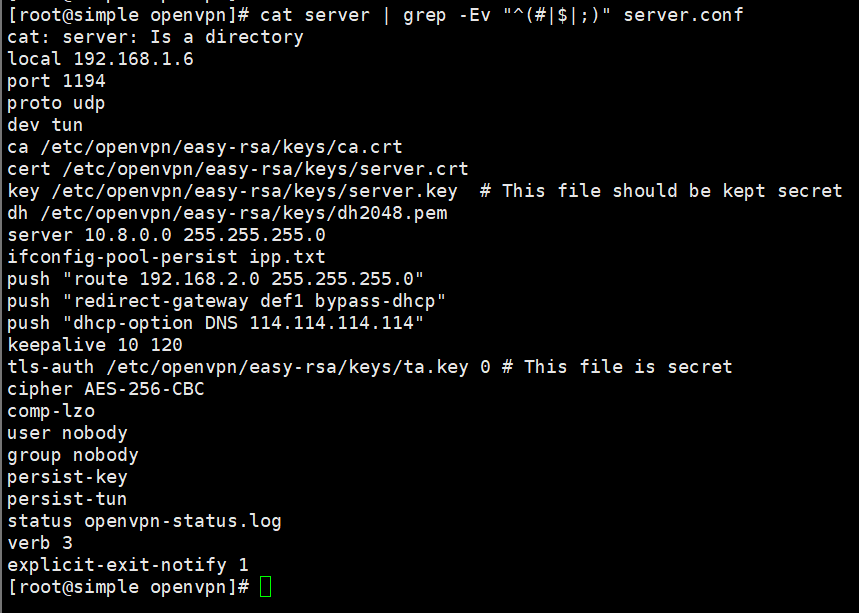 [root@simple openvpn]# cat server | grep -Ev "^(#|$|;)" server.conf
cat: server: Is a directory
local 192.168.1.6
port 1194
proto udp
dev tun
ca /etc/openvpn/easy-rsa/keys/ca.crt
cert /etc/openvpn/easy-rsa/keys/server.crt
key /etc/openvpn/easy-rsa/keys/server.key  # This file should be kept secret
dh /etc/openvpn/easy-rsa/keys/dh2048.pem
server 10.8.0.0 255.255.255.0
ifconfig-pool-persist ipp.txt
push "route 192.168.2.0 255.255.255.0"
push "redirect-gateway def1 bypass-dhcp"
push "dhcp-option DNS 114.114.114.114"
keepalive 10 120
tls-auth /etc/openvpn/easy-rsa/keys/ta.key 0 # This file is secret
cipher AES-256-CBC
comp-lzo
user nobody
group nobody
persist-key
persist-tun
status openvpn-status.log
verb 3
explicit-exit-notify 1
[root@simple openvpn]#